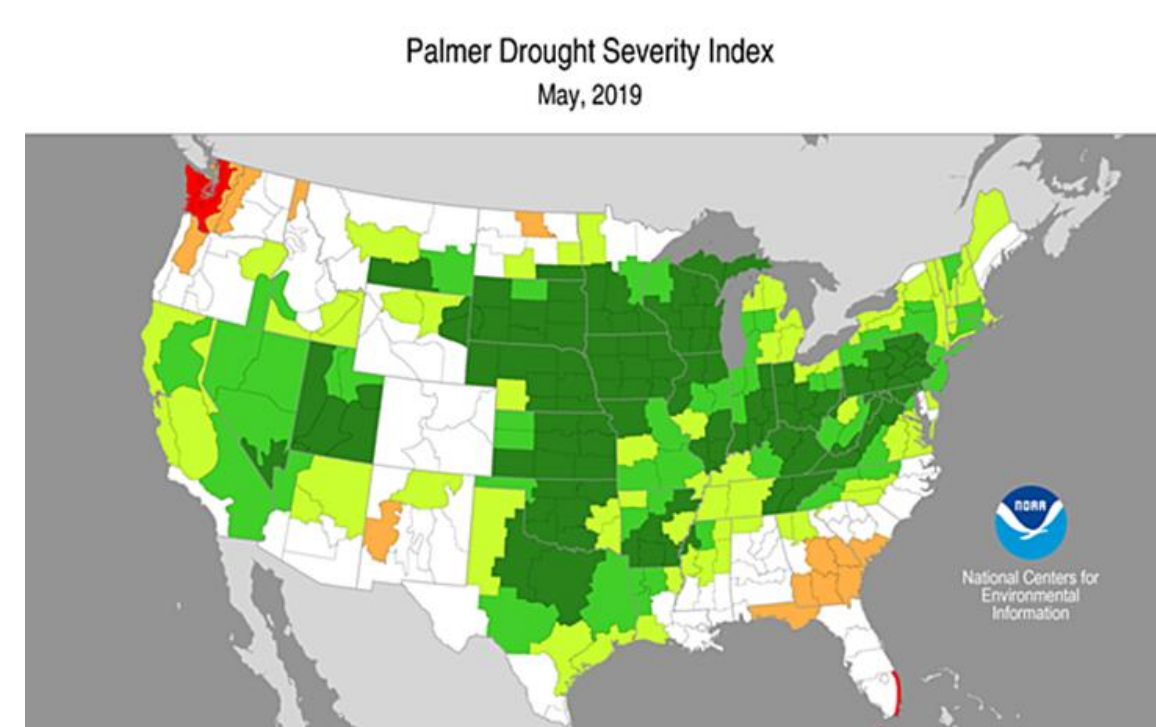 Palmer Drought Severity Index
May, 2019
NOAA
National Centers for
Environmental
Information